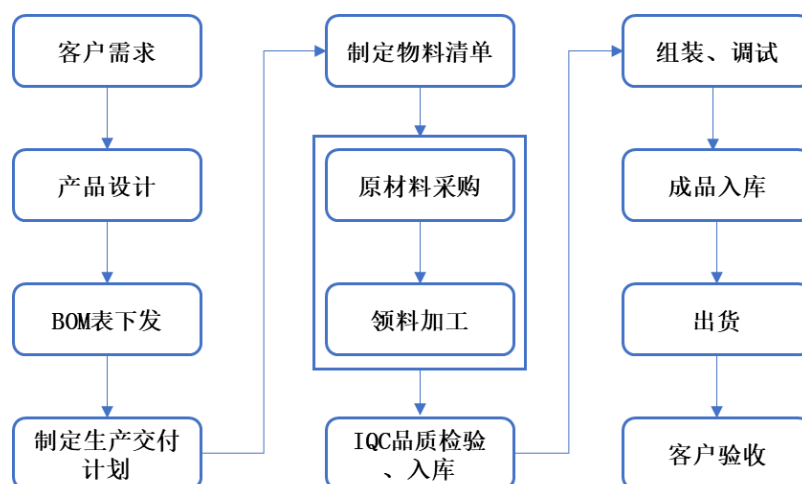 客户需求
产品设计
BOM表下发
制定生产交付
计划
制定物料清单
原材料采购
领料加工
IQC品质检验
、入库
组装、调试
成品入库
出货
客户验收